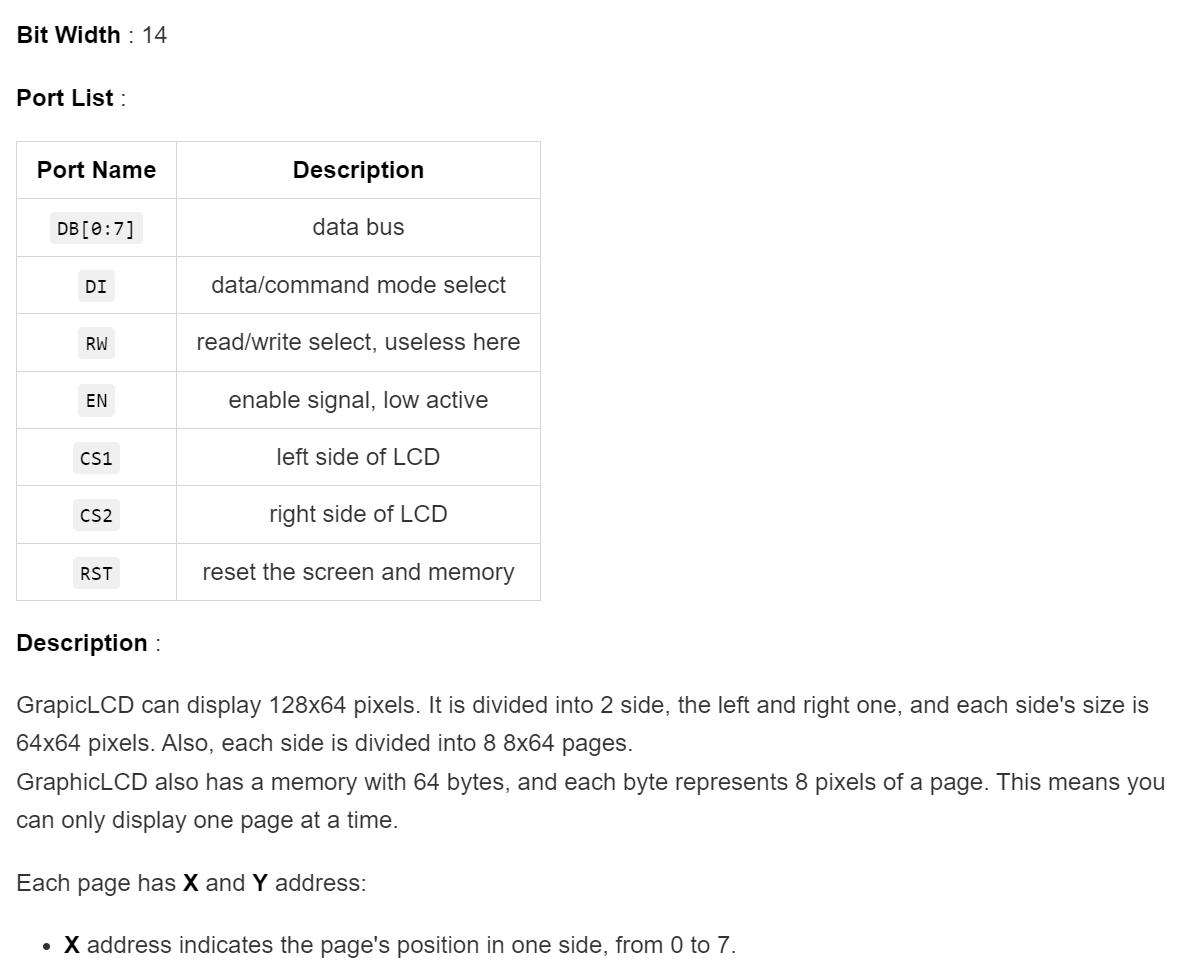 Bit Width : 14
Port List :
Port Name Description
DB[0:7] data bus
DI data/command mode select
RW read/write select, useless here
EN enable signal, low active
CS1 left side of LCD
CS2 right side of LCD
RST reset the screen and memory
Description :
GrapicLCD can display 128x64 pixels. It is divided into 2 side, the left and right one, and each side's size is
64x64 pixels. Also, each side is divided into 8 8x64 pages.
GraphicLCD also has a memory with 64 bytes, and each byte represents 8 pixels of a page. This means you
can only display one page at a time.
Each page has X and Y address:
• X address indicates the page's position in one side, from 0 to 7.